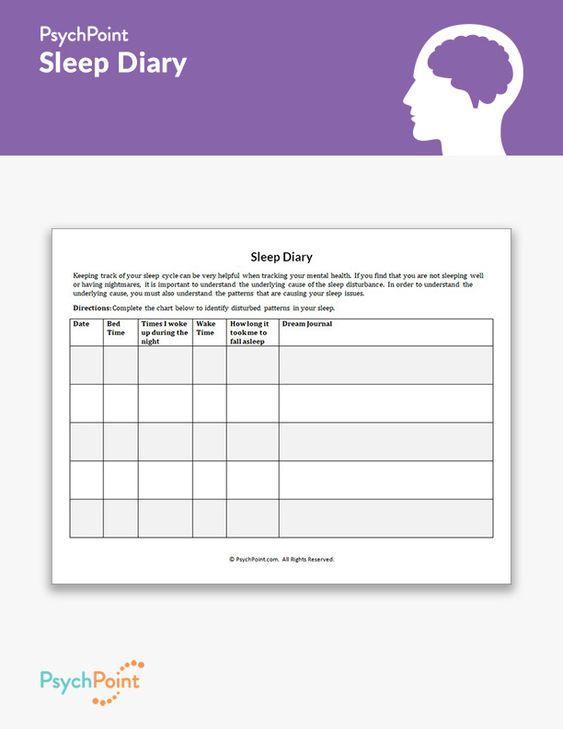 PsychPoint
Sleep Diary
Sleep Diary
Keeping track of your sleep cycle can be very helpful when tracking your mental health. If you find that you are not sleeping well
or having nightmares, it is important to understand the underlying cause of the sleep disturbance. In order to understand the
underlying cause, you must also understand the patterns that are causing your sleep issues.
Directions: Complete the chart below to identify disturbed patterns in your sleep.
Date
Bed
Time
Times I woke
up during the
night
Wake
Time
How long it
took me to
fall asleep
Dream Journal
© PsychPoint.com. All Rights Reserved.
PsychPoint